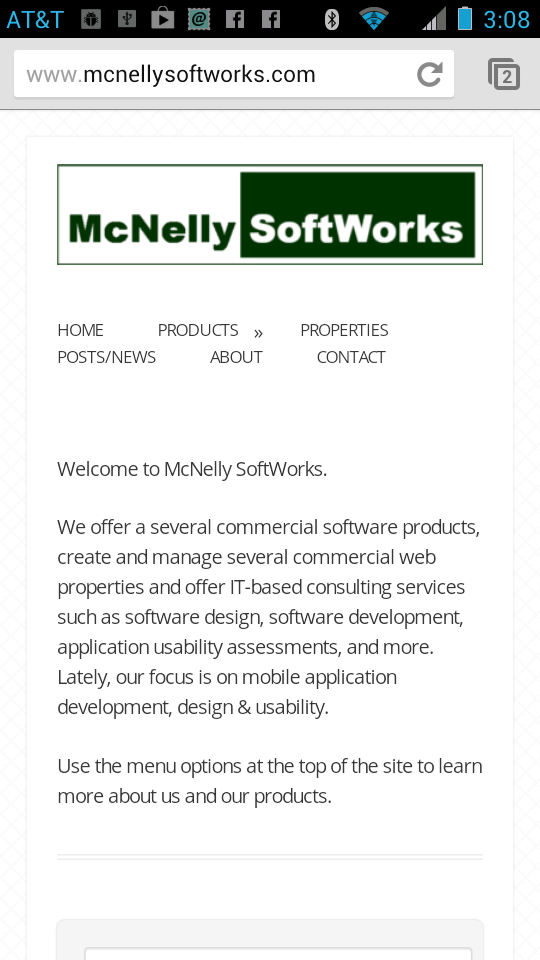 AT&T 3:08
www.mcnellysoftworks.com 2
McNelly SoftWorks
HOME PRODUCTS » PROPERTIES
POSTS/NEWS ABOUT CONTACT
Welcome to McNelly SoftWorks.
We offer a several commercial software products,
create and manage several commercial web
properties and offer IT-based consulting services
such as software design, software development,
application usability assessments, and more.
Lately, our focus is on mobile application
development, design & usability.
Use the menu options at the top of the site to learn
more about us and our products.